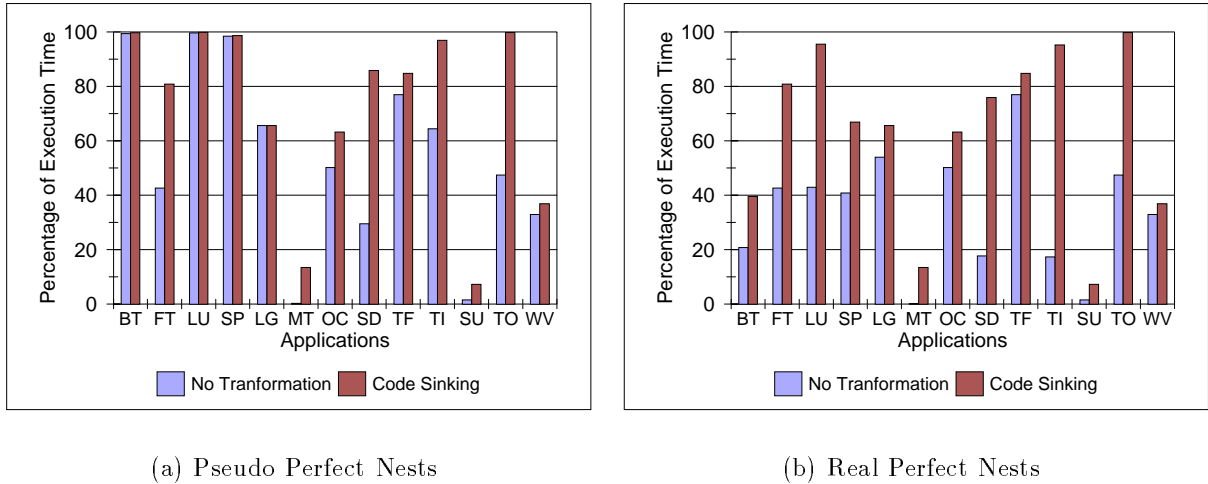 Percentage of Execution Time
100
80
60
40
20
0
BT FT LU SP LG MT OC SD TF TI SU TO WV
Applications
No Tranformation Code Sinking
(a) Pseudo Perfect Nests
Percentage of Execution Time
100
80
60
40
20
0
BT FT LU SP LG MT OC SD TF TI SU TO WV
Applications
No Tranformation Code Sinking
(b) Real Perfect Nests